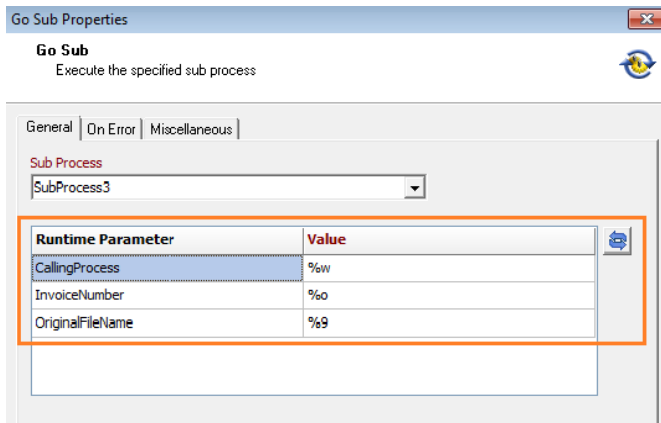 Go Sub Properties
Go Sub
Execute the specified sub process
General On Error Miscellaneous
Sub Process
SubProcess3
Runtime Parameter Value
CallingProcess %w
InvoiceNumber %o
OriginalFileName %9